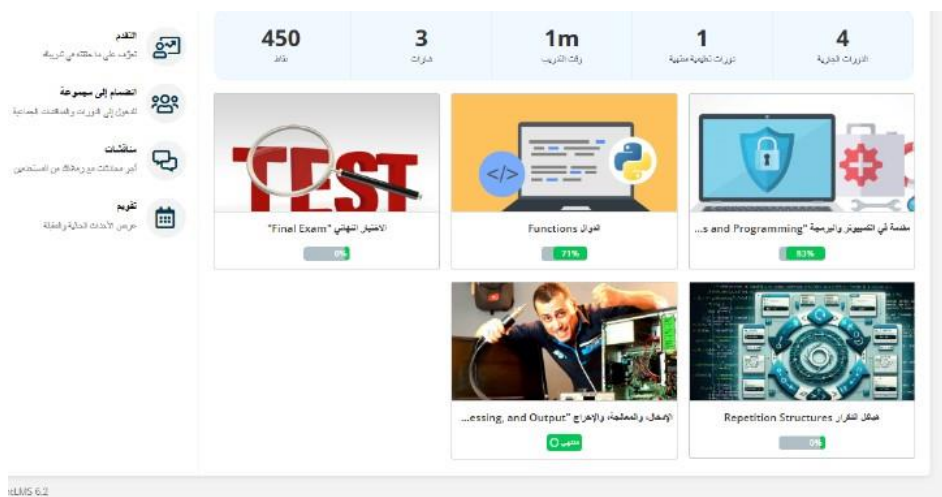 4
الدورات الجارية
1
دورات تعليمية منتهية
1m
وقت التدريب
3
شارات
450
نقاط
مقدمة في الكمبيوتر والبرمجة "s and Programming...
83%
الدوال Functions
71%
TEST
الاختبار النهائي "Final Exam"
0%
هياكل التكرار Repetition Structures
0%
الإدخال، والمعالجة، والإخراج "essing, and Output...
منتهي
التقدم
تعرّف على ما حققته في تدريبك
الانضمام إلى مجموعة
للدخول إلى الدورات والمناقشات الجماعية
مناقشات
أجر محادثات مع زملائك من المستخدمين
تقويم
عرض الأحداث الحالية والمقبلة
LMS 6.2